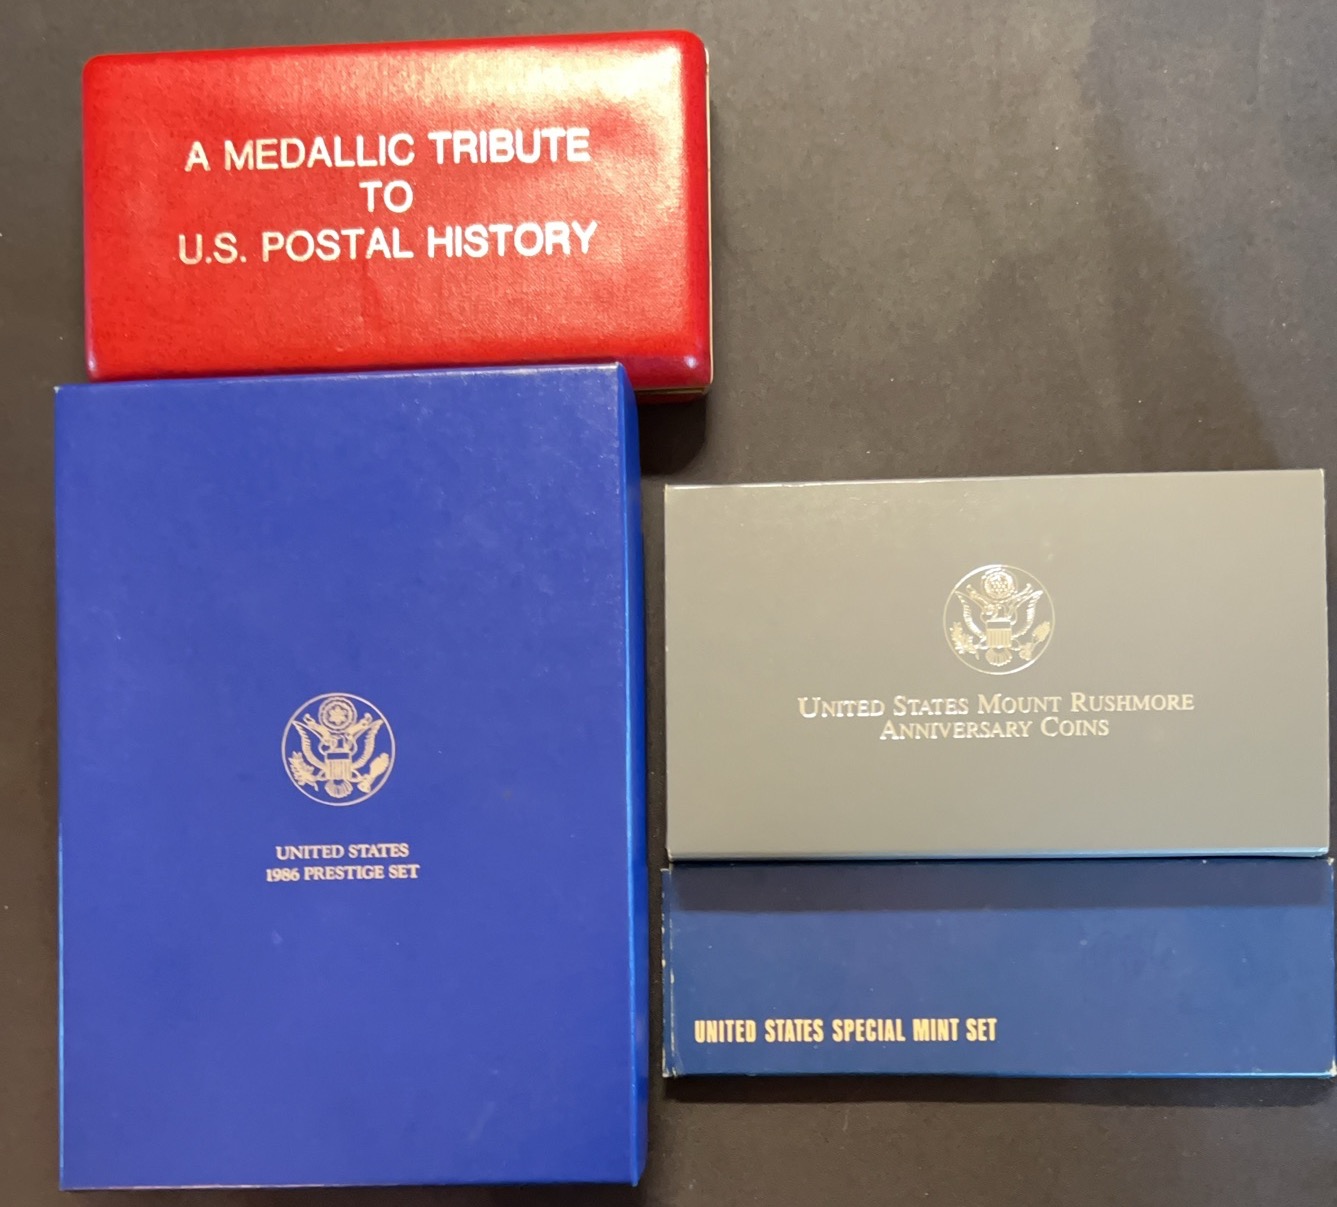 A MEDALLIC TRIBUTE
TO
U.S. POSTAL HISTORY
UNITED STATES
1986 PRESTIGE SET
UNITED STATES MOUNT RUSHMORE
ANNIVERSARY COINS
UNITED STATES SPECIAL MINT SET